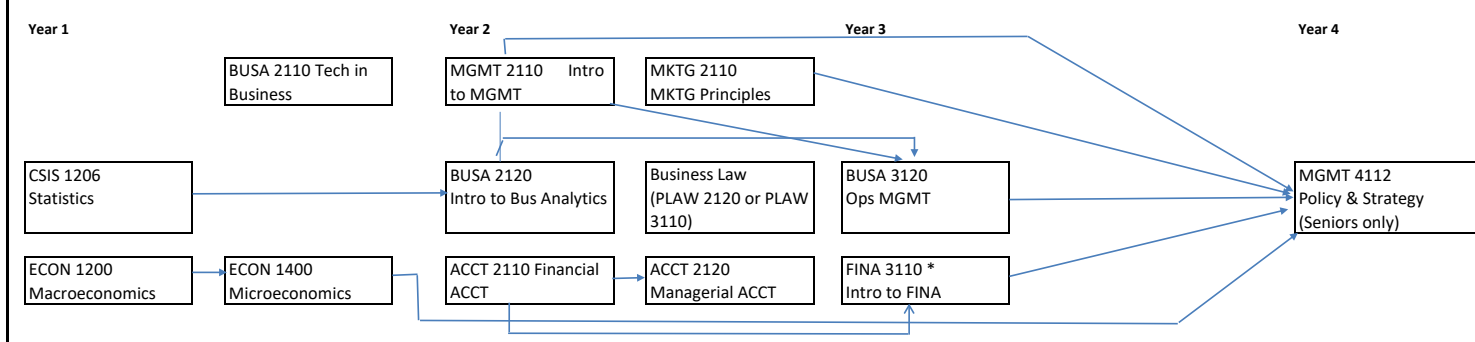 Year 1
Year 2
Year 3
Year 4
BUSA 2110 Tech in
Business
MGMT 2110 Intro
to MGMT
MKTG 2110
MKTG Principles
CSIS 1206
Statistics
BUSA 2120
Intro to Bus Analytics
Business Law
(PLAW 2120 or PLAW
3110)
BUSA 3120
Ops MGMT
MGMT 4112
Policy & Strategy
(Seniors only)
ECON 1200
Macroeconomics
ECON 1400
Microeconomics
ACCT 2110 Financial
ACCT
ACCT 2120
Managerial ACCT
FINA 3110 *
Intro to FINA